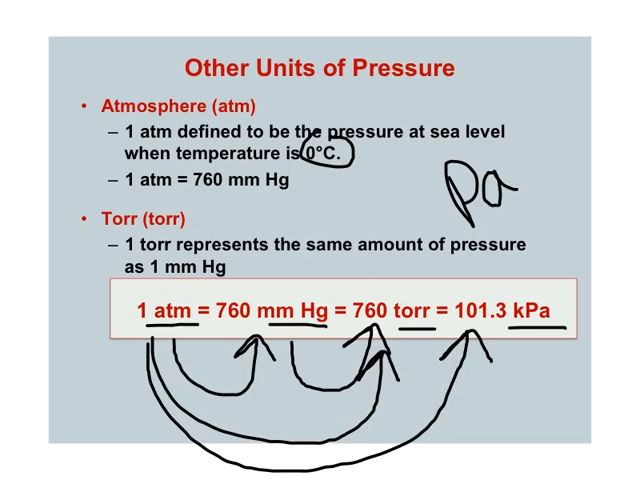 Other Units of Pressure
• Atmosphere (atm)
– 1 atm defined to be the pressure at sea level
when temperature is 0°C.
– 1 atm = 760 mm Hg
Pa
• Torr (torr)
– 1 torr represents the same amount of pressure
as 1 mm Hg
1 atm = 760 mm Hg = 760 torr = 101.3 kPa